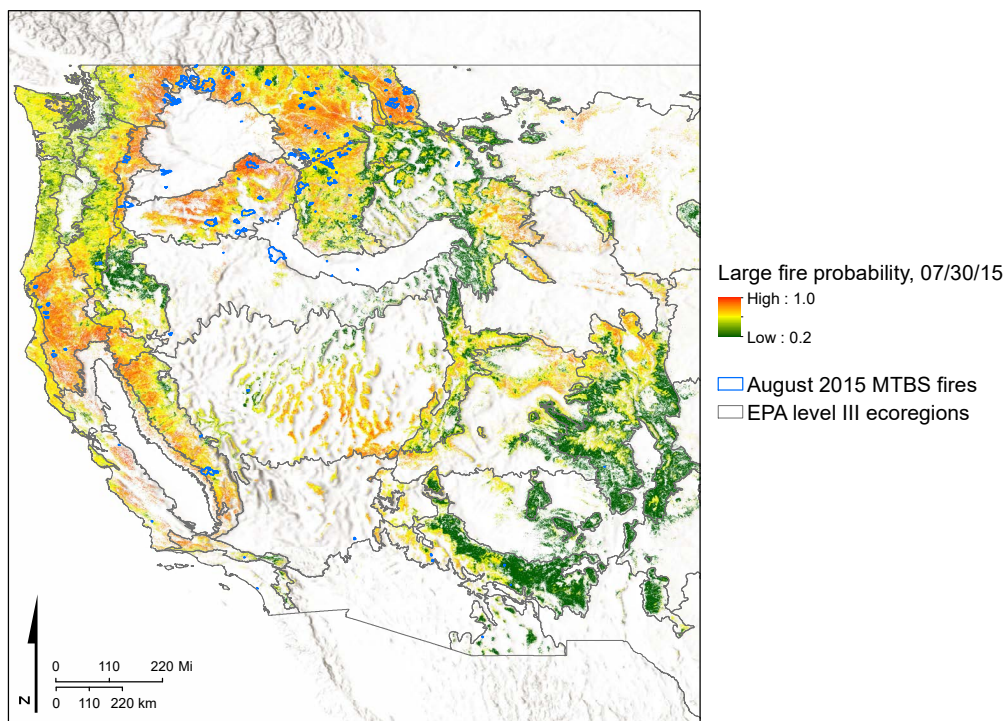 Large fire probability, 07/30/15
High : 1.0
Low : 0.2
August 2015 MTBS fires
EPA level III ecoregions
N
0 110 220 Mi
0 110 220 km